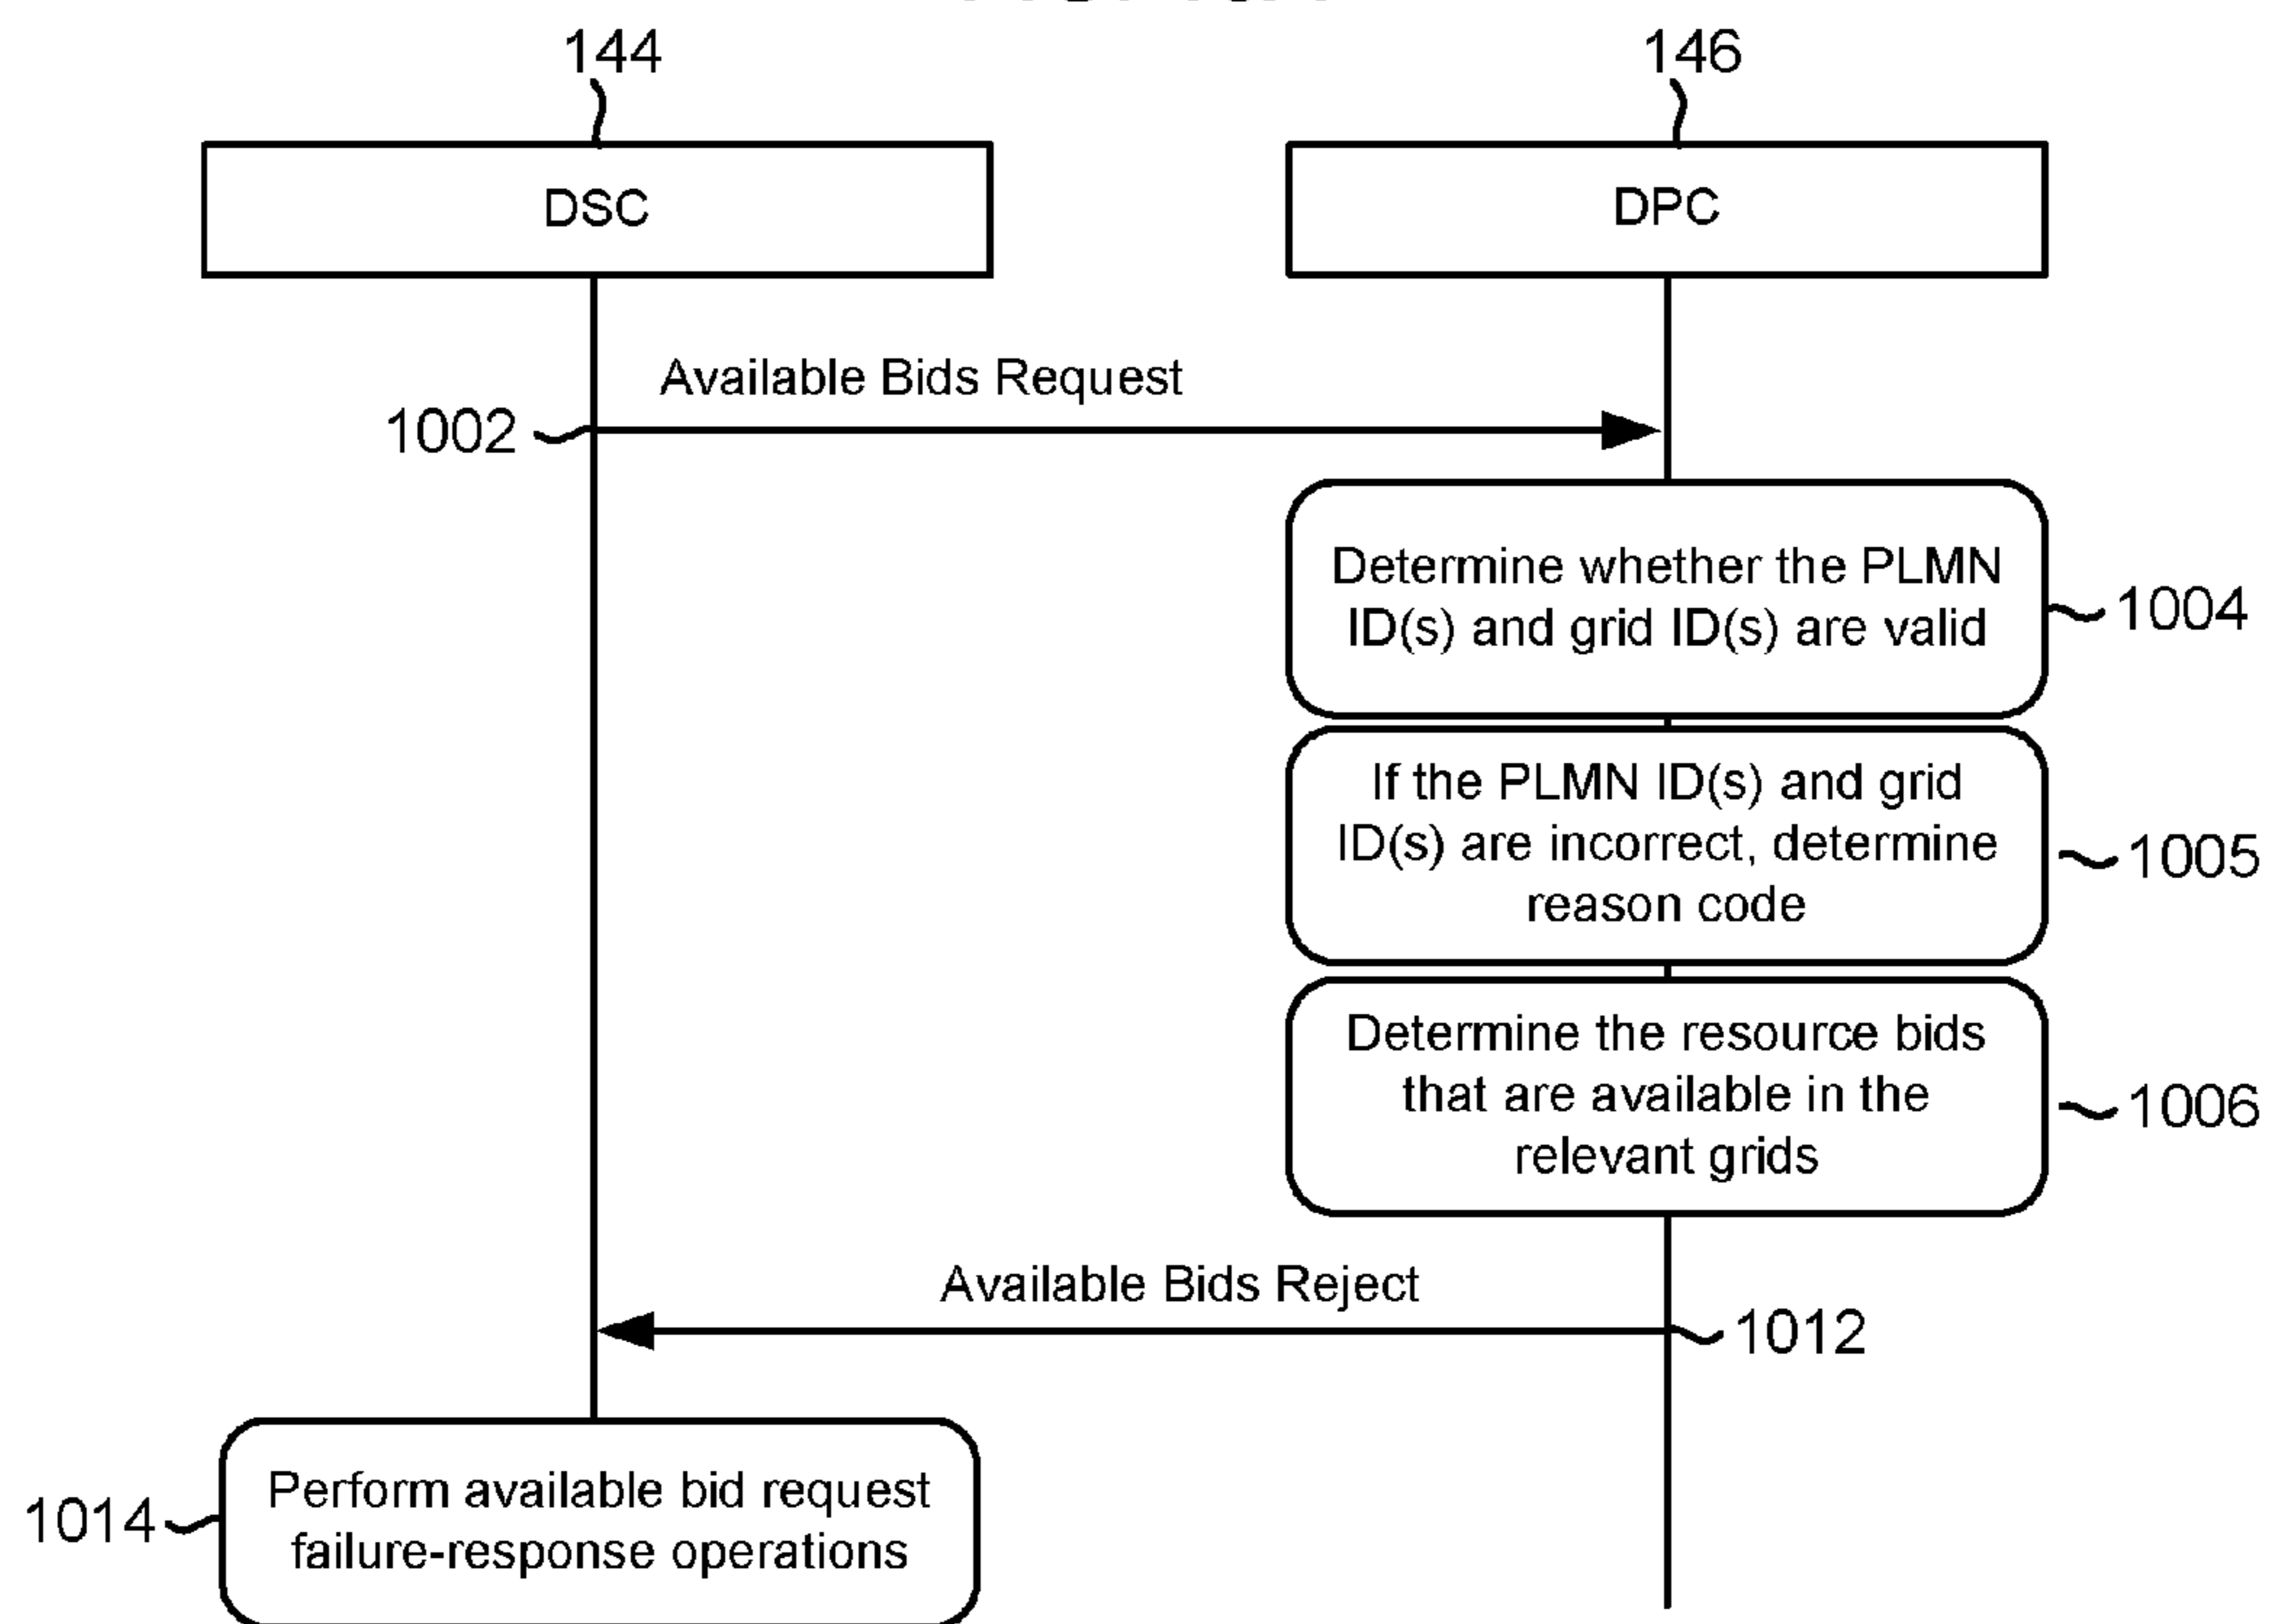 144
146
DSC
DPC
Available Bids Request
1002
Determine whether the PLMN
ID(s) and grid ID(s) are valid
1004
If the PLMN ID(s) and grid
ID(s) are incorrect, determine
reason code
1005
Determine the resource bids
that are available in the
relevant grids
1006
Available Bids Reject
1012
Perform available bid request
failure-response operations
1014